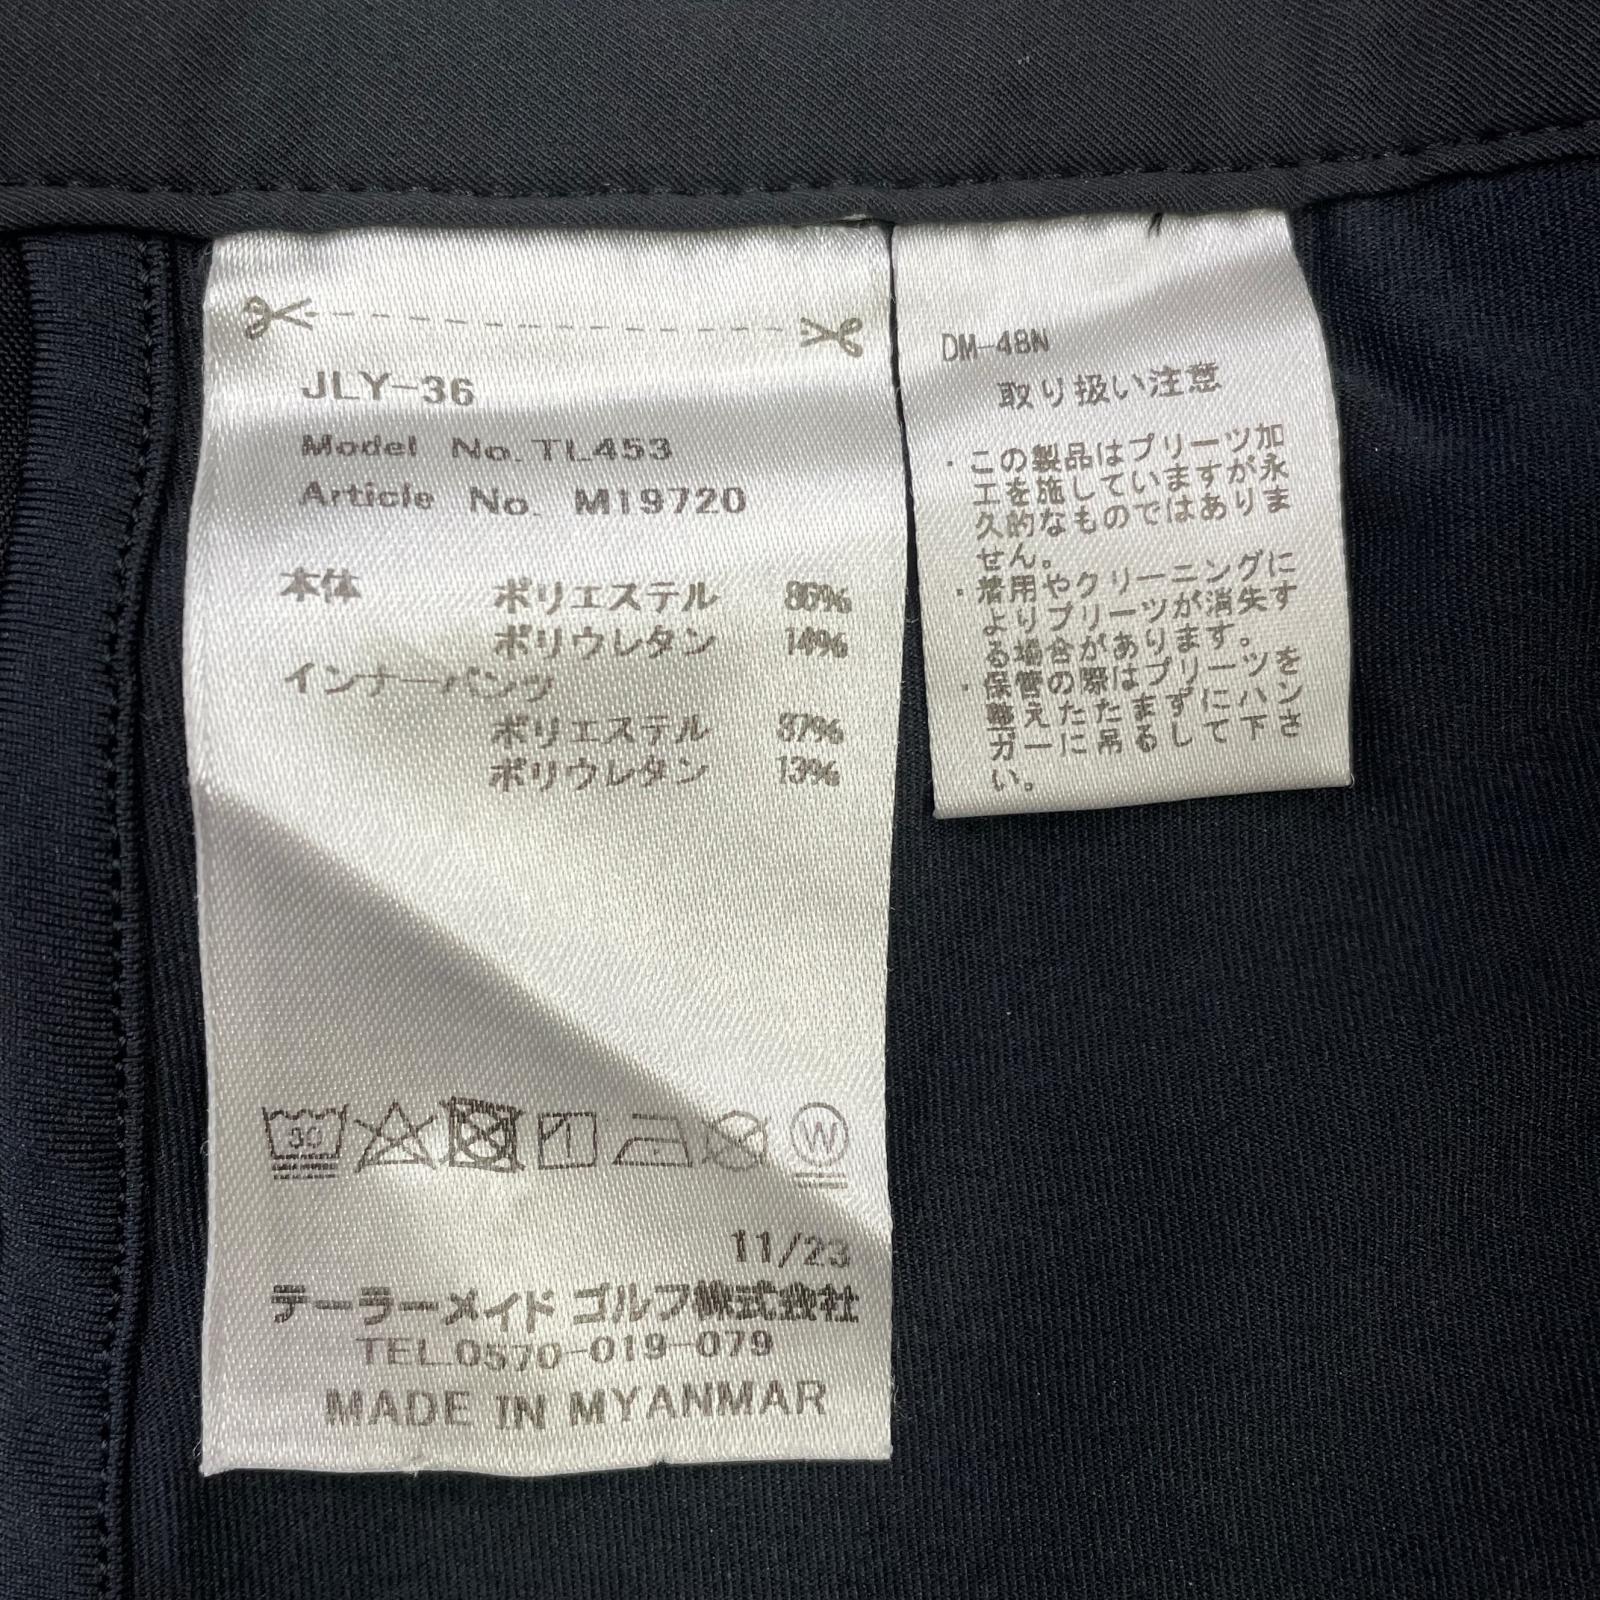 JLY-36
Model No. TL453
Article No. M19720
本体 ポリエステル 86%
ポリウレタン 14%
インナーパンツ
ポリエステル 87%
ポリウレタン 13%
30
W
11/23
テーラーメイド ゴルフ株式会社
TEL.0570-019-079
MADE IN MYANMAR
DM-48N
取り扱い注意
・この製品はプリーツ加
工を施していますが永
久的なものではありま
せん。
・着用やクリーニングに
よりプリーツが消失す
る場合があります。
・保管の際はプリーツを
整えたたまずにハン
ガーに吊るして下さ
い。